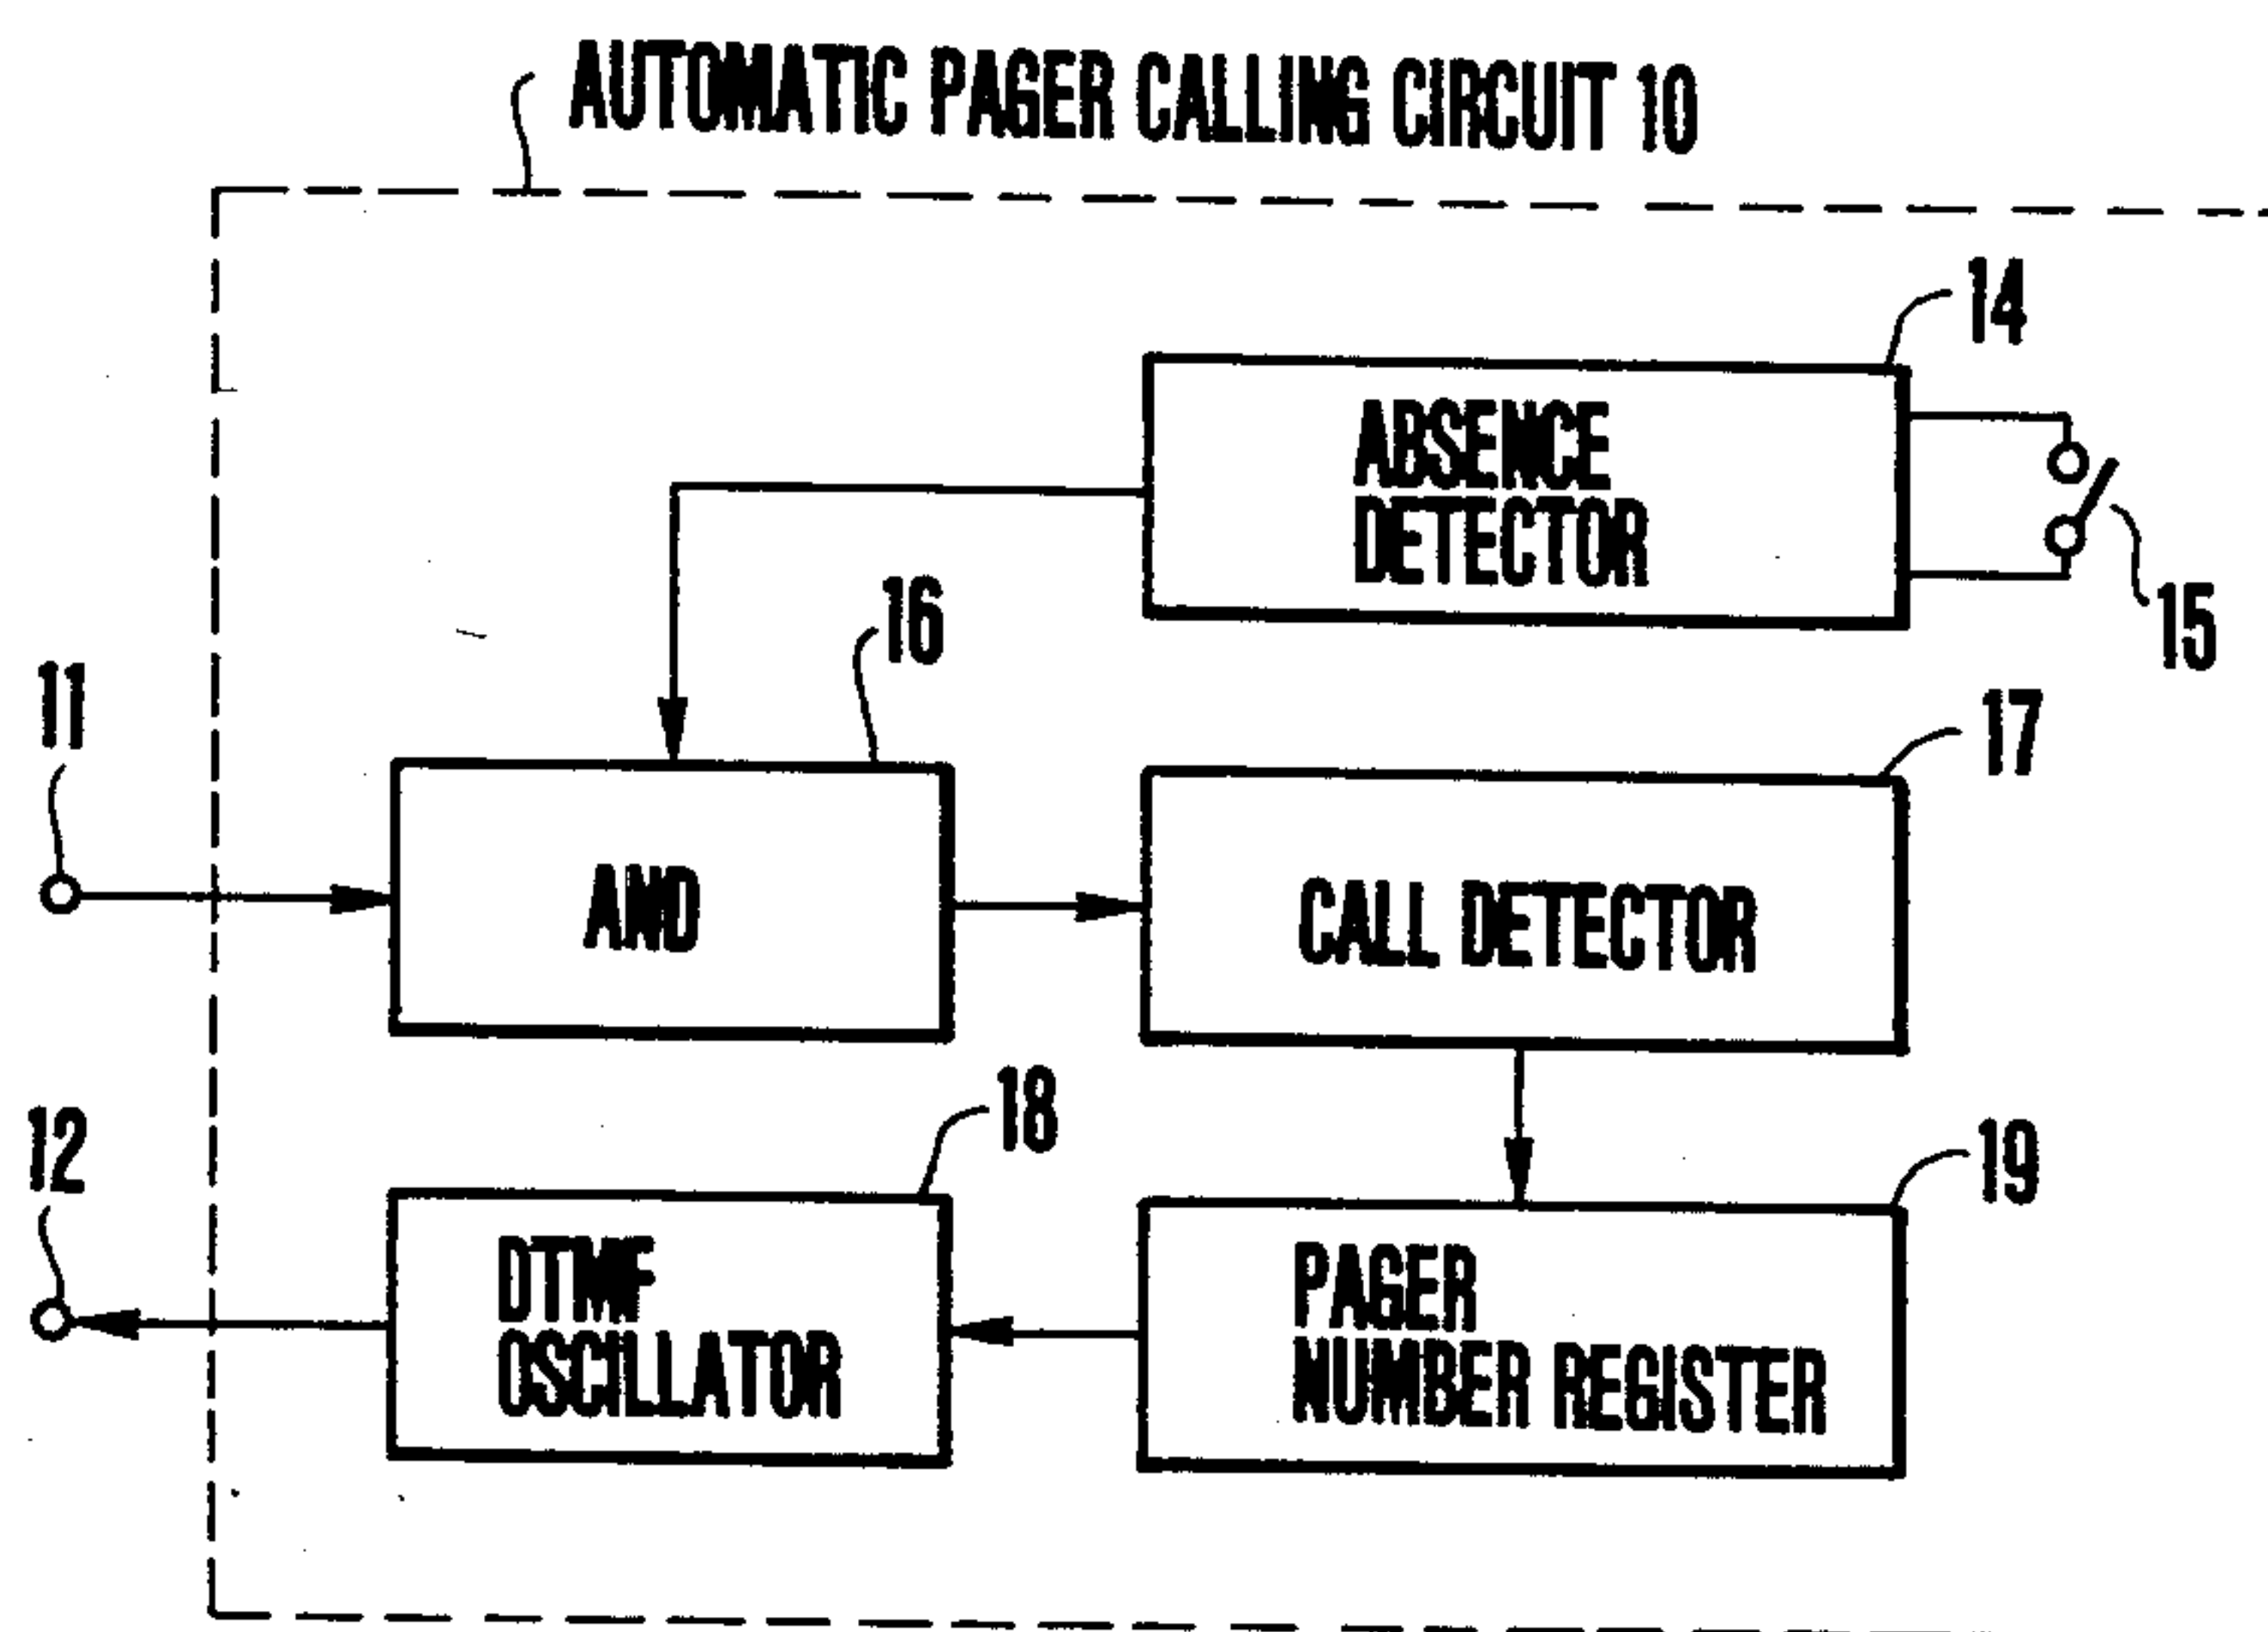 AUTOMATIC PAGER CALLING CIRCUIT 10
14
ABSENCE
DETECTOR
15
16
11
17
AND
CALL DETECTOR
18
12
19
DTMF
OSCILLATOR
PAGER
NUMBER REGISTER